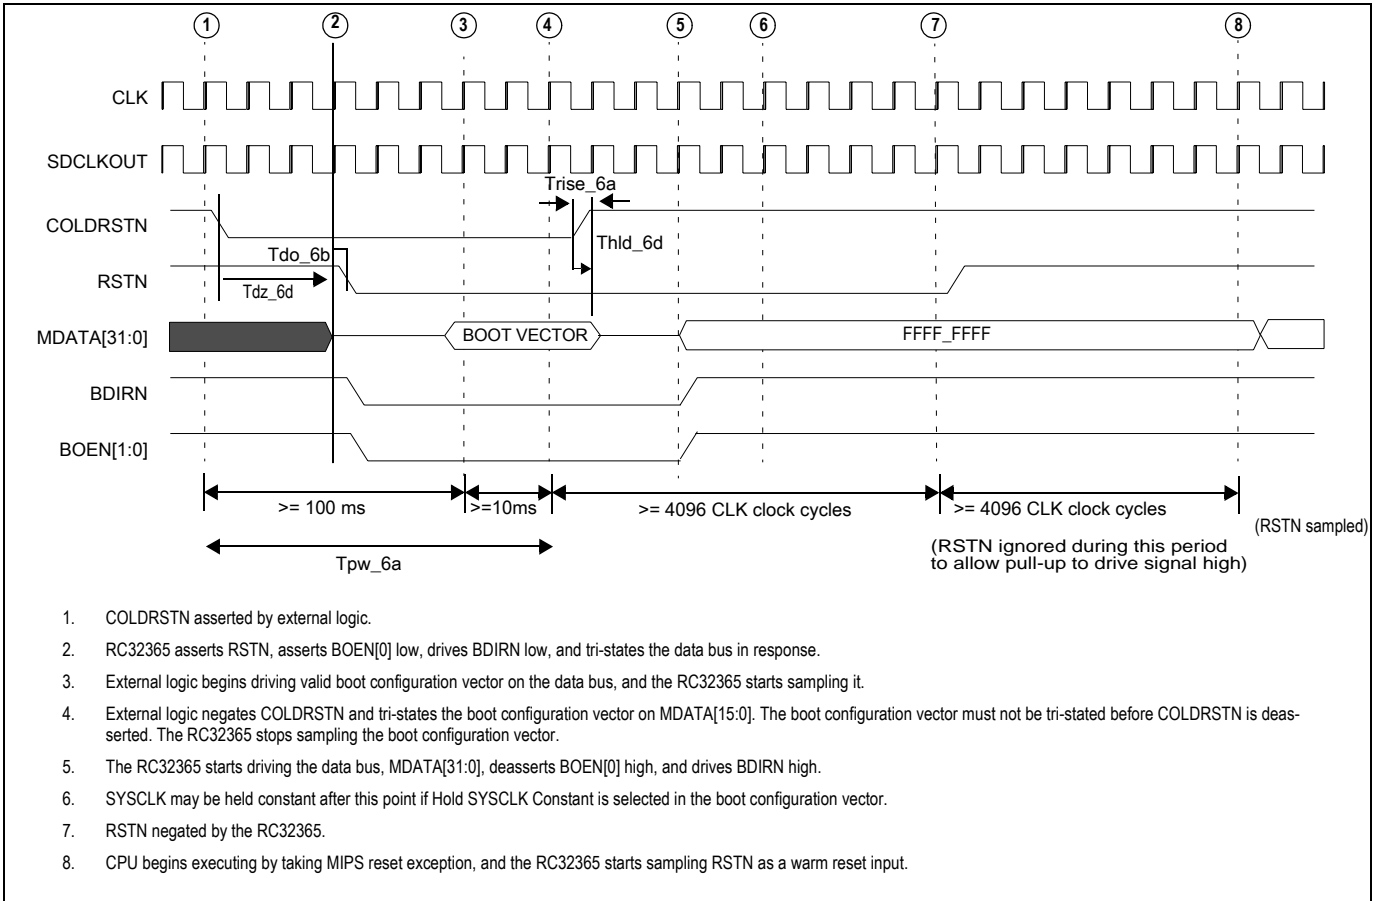 1 2 3 4 5 6 7 8
CLK
SDCLKOUT
Trise_6a
COLDRSTN
Thld_6d
Tdo_6b
RSTN
Tdz_6d
MDATA[31:0]
BOOT VECTOR
FFFF_FFFF
BDIRN
BOEN[1:0]
>= 100 ms
>=10ms
>= 4096 CLK clock cycles
>= 4096 CLK clock cycles
(RSTN sampled)
Tpw_6a
(RSTN ignored during this period
to allow pull-up to drive signal high)
1. COLDRSTN asserted by external logic.
2. RC32365 asserts RSTN, asserts BOEN[0] low, drives BDIRN low, and tri-states the data bus in response.
3. External logic begins driving valid boot configuration vector on the data bus, and the RC32365 starts sampling it.
4. External logic negates COLDRSTN and tri-states the boot configuration vector on MDATA[15:0]. The boot configuration vector must not be tri-stated before COLDRSTN is deas-
serted. The RC32365 stops sampling the boot configuration vector.
5. The RC32365 starts driving the data bus, MDATA[31:0], deasserts BOEN[0] high, and drives BDIRN high.
6. SYSCLK may be held constant after this point if Hold SYSCLK Constant is selected in the boot configuration vector.
7. RSTN negated by the RC32365.
8. CPU begins executing by taking MIPS reset exception, and the RC32365 starts sampling RSTN as a warm reset input.